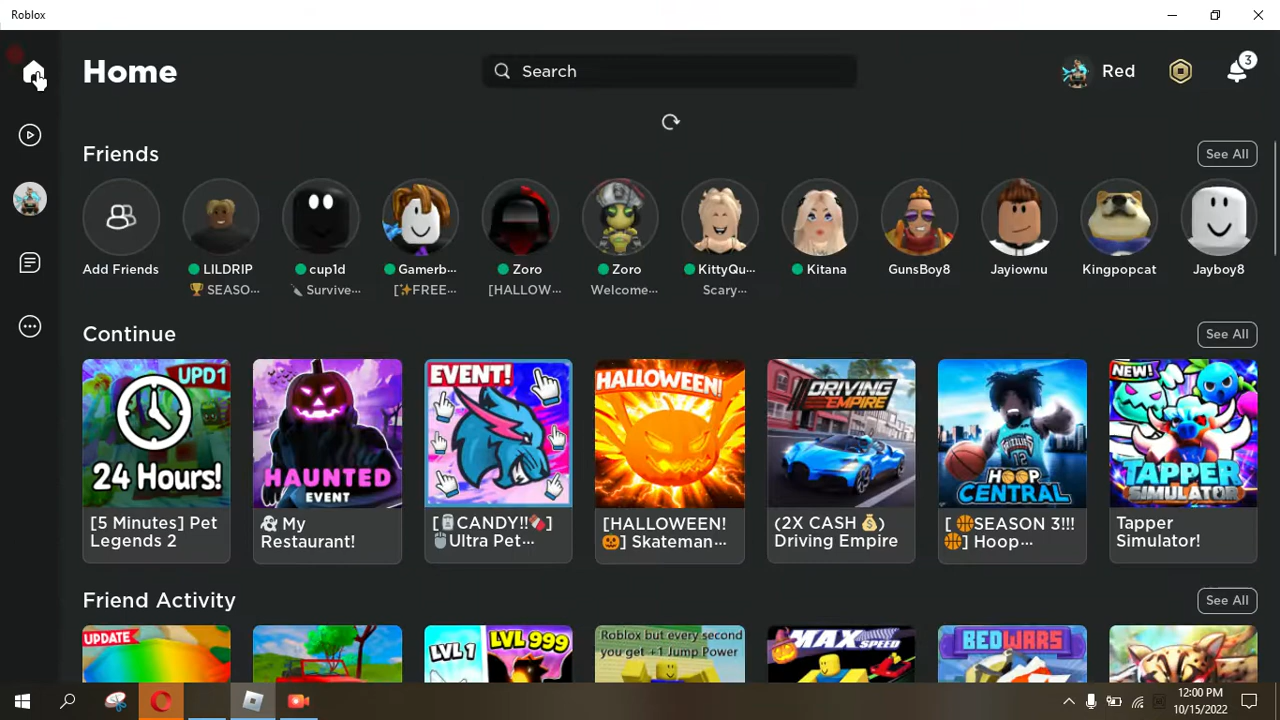 Roblox
Home
Search
Red
3
Friends
See All
Add Friends
LILDRIP
🏆 SEASO...
cup1d
🔪 Survive...
Gamerb...
[✨FREE...
Zoro
[HALLOW...
Zoro
Welcome...
KittyQu...
Scary...
Kitana
GunsBoy8
Jayiownu
Kingpopcat
Jayboy8
Continue
See All
UPD1
24 Hours!
[5 Minutes] Pet
Legends 2
HAUNTED
EVENT
👻 My
Restaurant!
EVENT!
[🥫CANDY!!🍫]
🖱Ultra Pet...
HALLOWEEN!
[HALLOWEEN!
🎃] Skateman...
DRIVING
EMPIRE
(2X CASH 💰)
Driving Empire
GRIZZLIES
12
HOOP
CENTRAL
[ 🏀SEASON 3!!!
🏀] Hoop...
NEW!
TAPPER
SIMULATOR!
Tapper
Simulator!
Friend Activity
See All
UPDATE
LVL 1
LVL 999
Roblox but every second
you get +1 Jump Power
MAX SPEED
BEDWARS
12:00 PM
10/15/2022